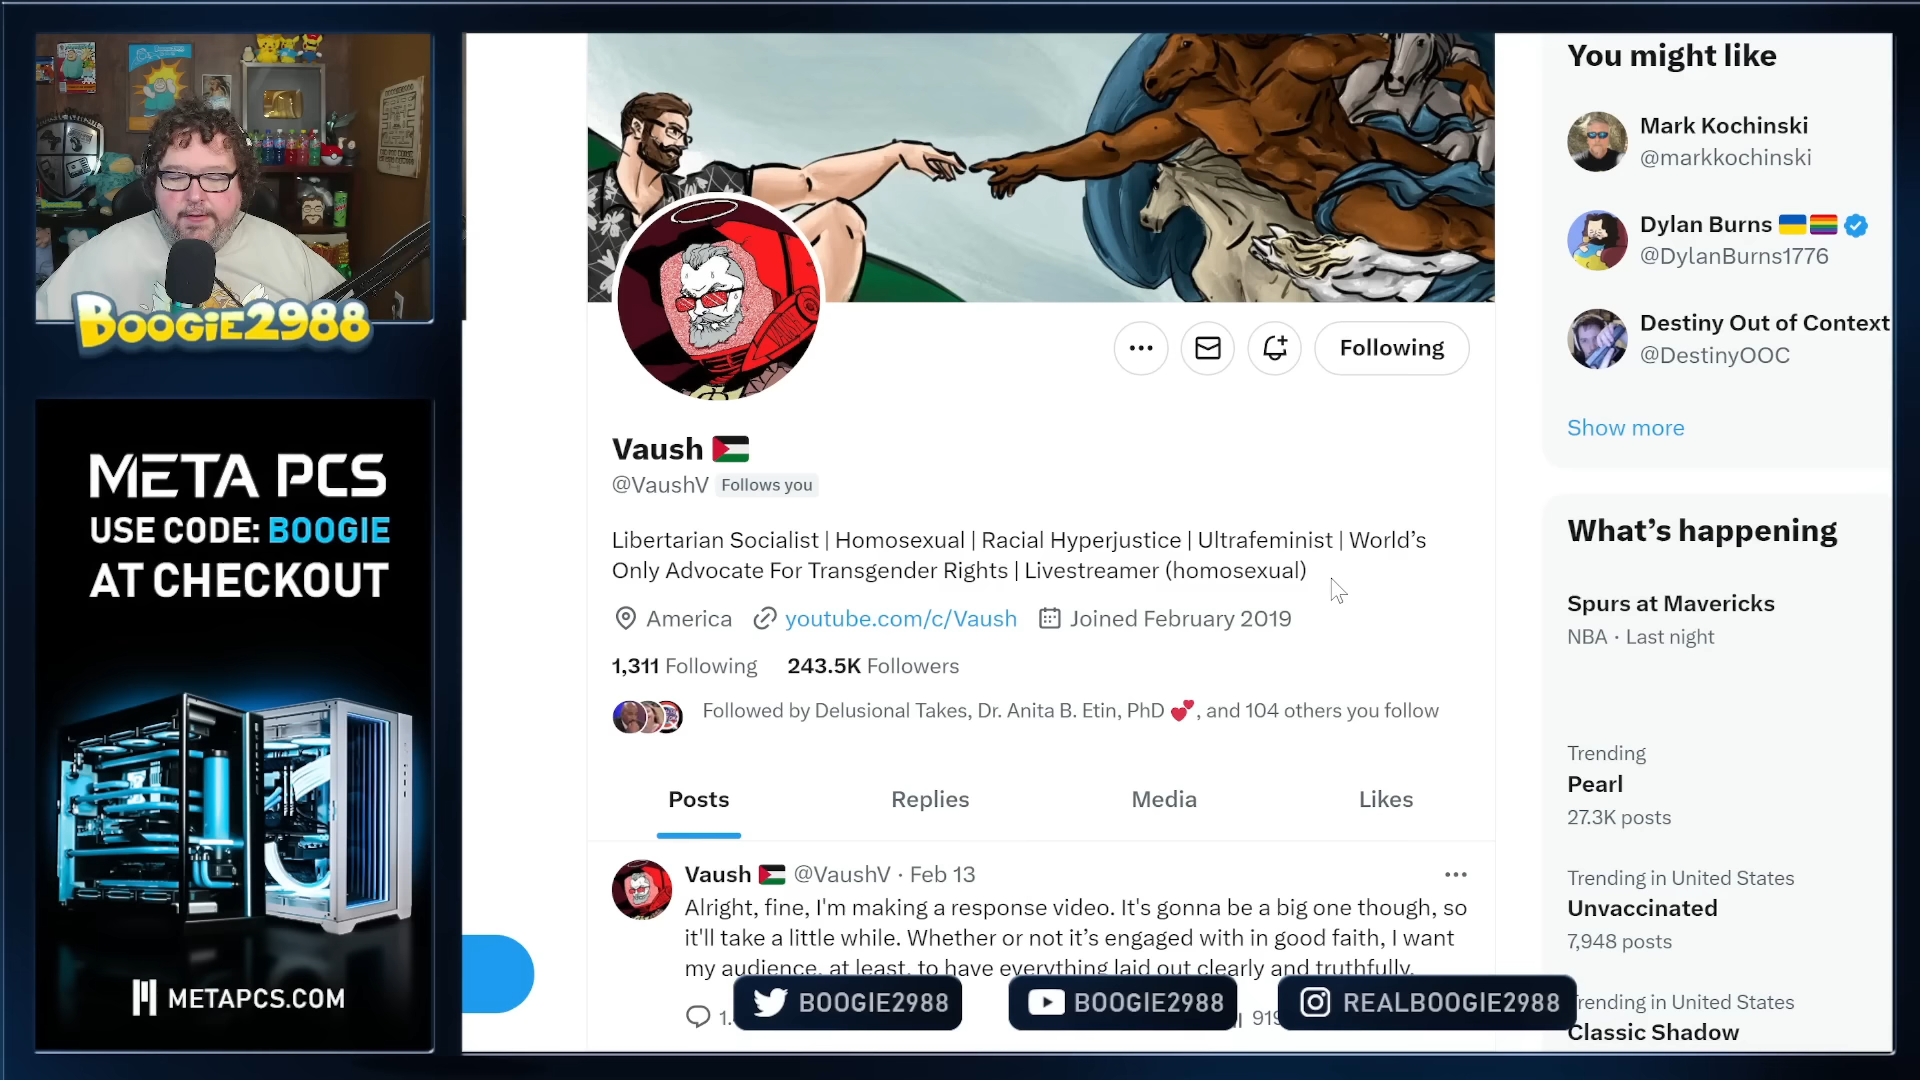 BOOGIE2988
META PCS
USE CODE: BOOGIE
AT CHECKOUT
METAPCS.COM
Vaush
@VaushV Follows you
Libertarian Socialist | Homosexual | Racial Hyperjustice | Ultrafeminist | World’s
Only Advocate For Transgender Rights | Livestreamer (homosexual)
America youtube.com/c/Vaush Joined February 2019
1,311 Following 243.5K Followers
Followed by Delusional Takes, Dr. Anita B. Etin, PhD 💕, and 104 others you follow
Following
Posts Replies Media Likes
Vaush @VaushV · Feb 13
Alright, fine, I'm making a response video. It's gonna be a big one though, so
it'll take a little while. Whether or not it’s engaged with in good faith, I want
my audience, at least, to have everything laid out clearly and truthfully.
BOOGIE2988 BOOGIE2988 REALBOOGIE2988
You might like
Mark Kochinski
@markkochinski
Dylan Burns
@DylanBurns1776
Destiny Out of Context
@DestinyOOC
Show more
What’s happening
Spurs at Mavericks
NBA · Last night
Trending
Pearl
27.3K posts
Trending in United States
Unvaccinated
7,948 posts
Trending in United States
Classic Shadow